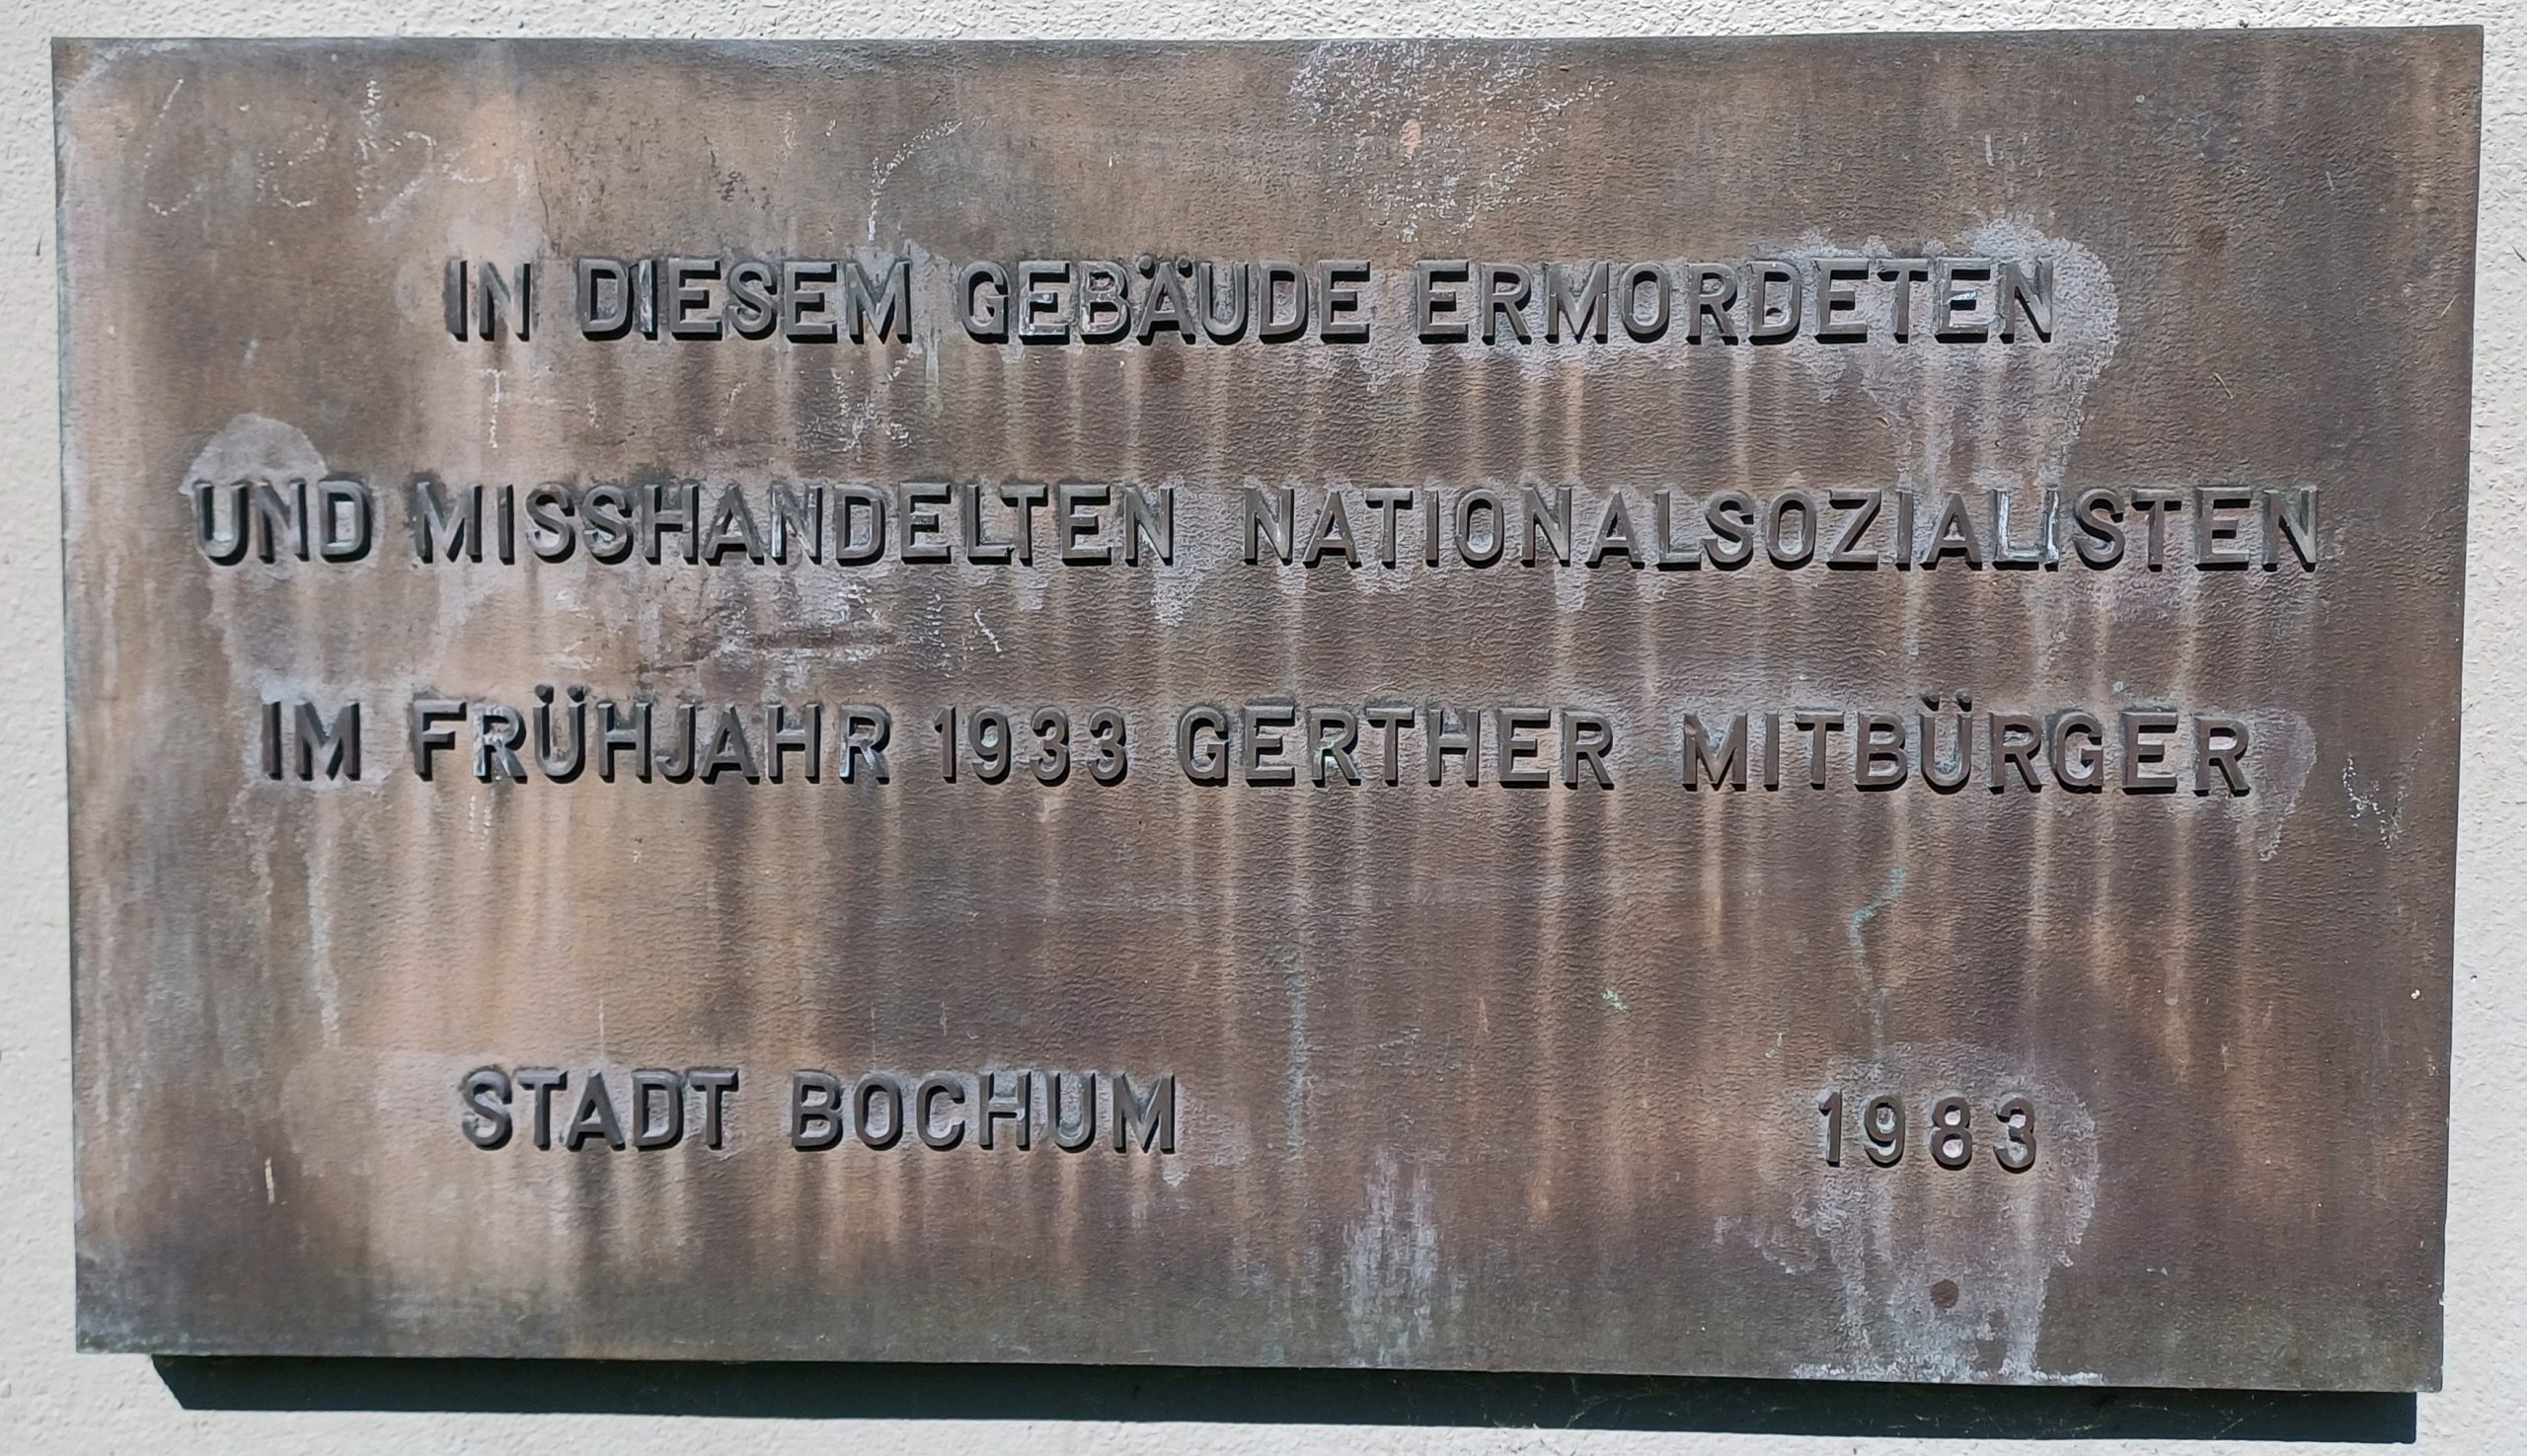 IN DIESEM GEBÄUDE ERMORDETEN
UND MISSHANDELTEN NATIONALSOZIALISTEN
IM FRÜHJAHR 1933 GERTHER MITBÜRGER
STADT BOCHUM 1983